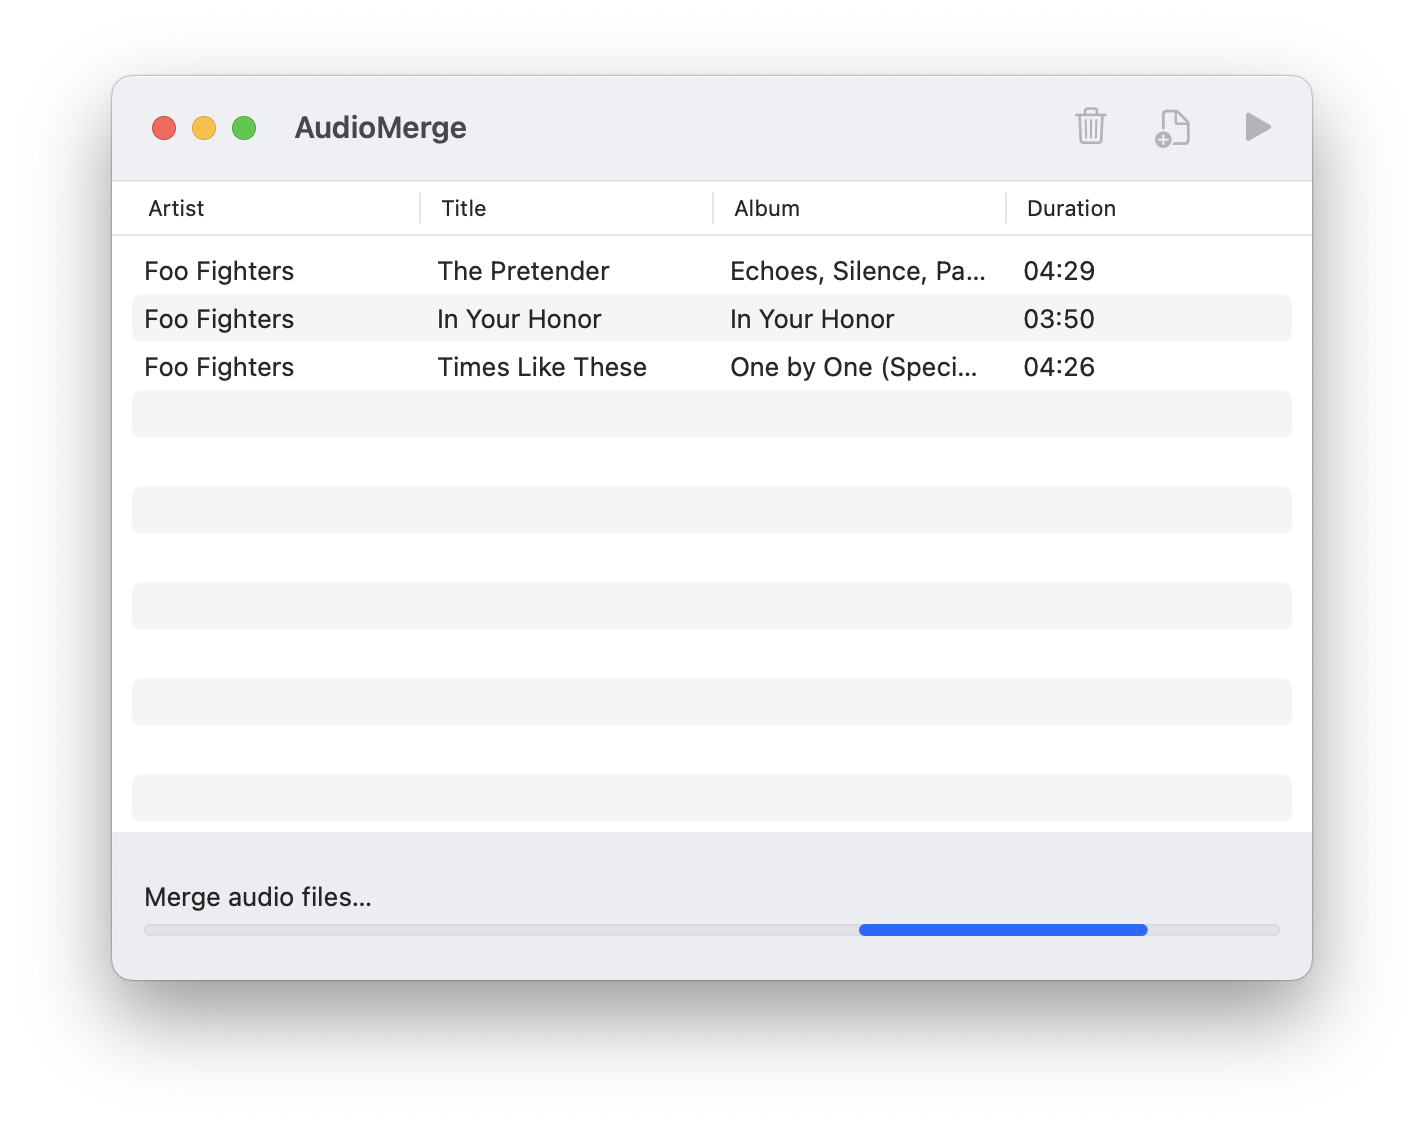 AudioMerge
Artist Title Album Duration
Foo Fighters The Pretender Echoes, Silence, Pa... 04:29
Foo Fighters In Your Honor In Your Honor 03:50
Foo Fighters Times Like These One by One (Speci... 04:26
Merge audio files...